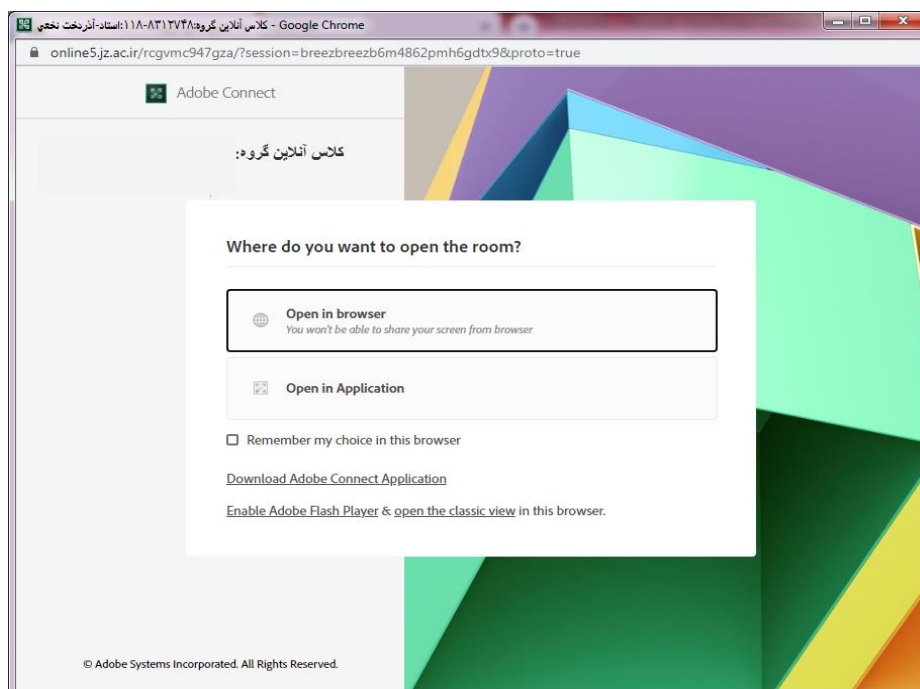 کلاس آنلاین گروه:۸۳۱۲۷۴۸-۱۱۸:استاد-آذردخت نخعي - Google Chrome
online5.jz.ac.ir/rcgvmc947gza/?session=breezbreezb6m4862pmh6gdtx9&proto=true
Adobe Connect
کلاس آنلاین گروه:
Where do you want to open the room?
Open in browser
You won't be able to share your screen from browser
Open in Application
Remember my choice in this browser
Download Adobe Connect Application
Enable Adobe Flash Player & open the classic view in this browser.
© Adobe Systems Incorporated. All Rights Reserved.